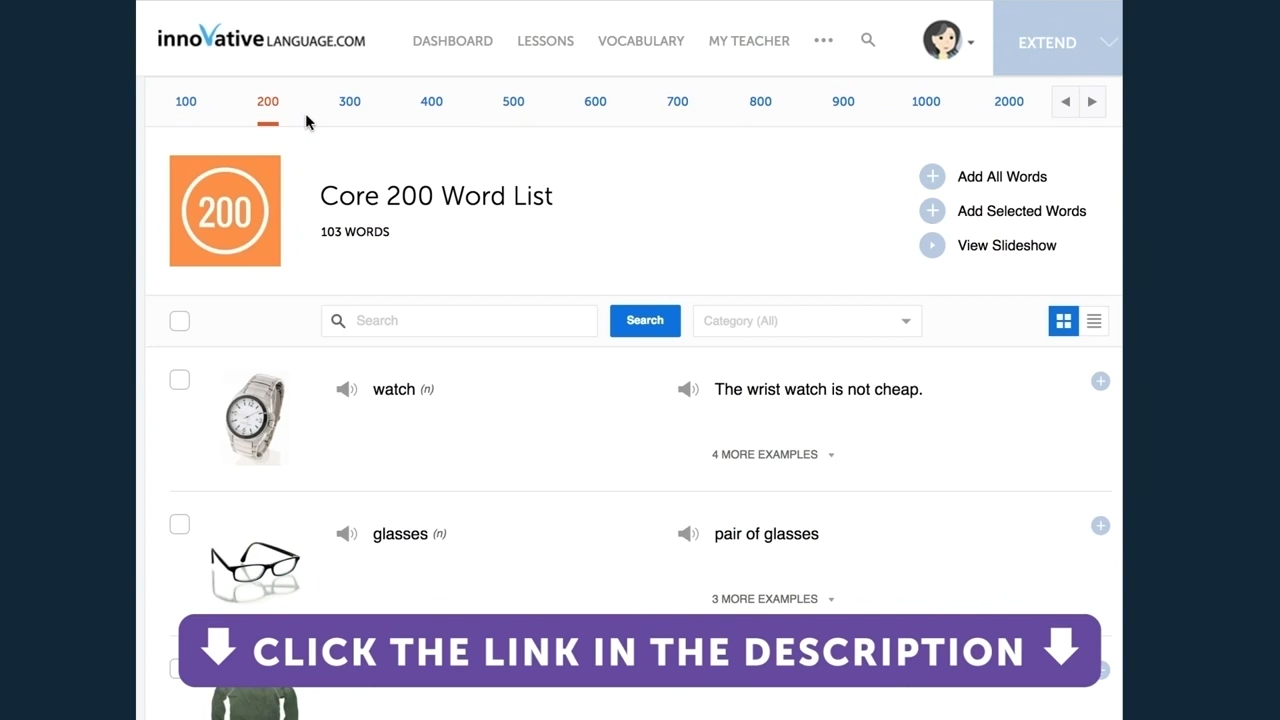 innoVative LANGUAGE.COM
DASHBOARD LESSONS VOCABULARY MY TEACHER ••• EXTEND
100 200 300 400 500 600 700 800 900 1000 2000
200
Core 200 Word List
103 WORDS
Add All Words
Add Selected Words
View Slideshow
Search Search Category (All)
watch (n) The wrist watch is not cheap.
4 MORE EXAMPLES
glasses (n) pair of glasses
3 MORE EXAMPLES
CLICK THE LINK IN THE DESCRIPTION